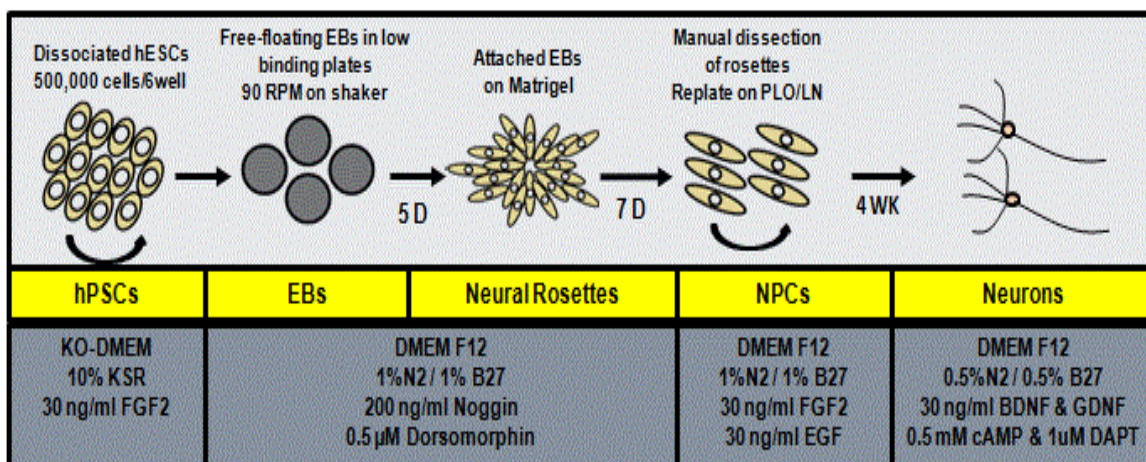 Dissociated hESCs
500,000 cells/6well
Free-floating EBs in low
binding plates
90 RPM on shaker
Attached EBs
on Matrigel
Manual dissection
of rosettes
Replate on PLO/LN
5 D
7 D
4 WK
hPSCs
EBs
Neural Rosettes
NPCs
Neurons
KO-DMEM
10% KSR
30 ng/ml FGF2
DMEM F12
1%N2 / 1% B27
200 ng/ml Noggin
0.5 µM Dorsomorphin
DMEM F12
1%N2 / 1% B27
30 ng/ml FGF2
30 ng/ml EGF
DMEM F12
0.5%N2 / 0.5% B27
30 ng/ml BDNF & GDNF
0.5 mM cAMP & 1uM DAPT